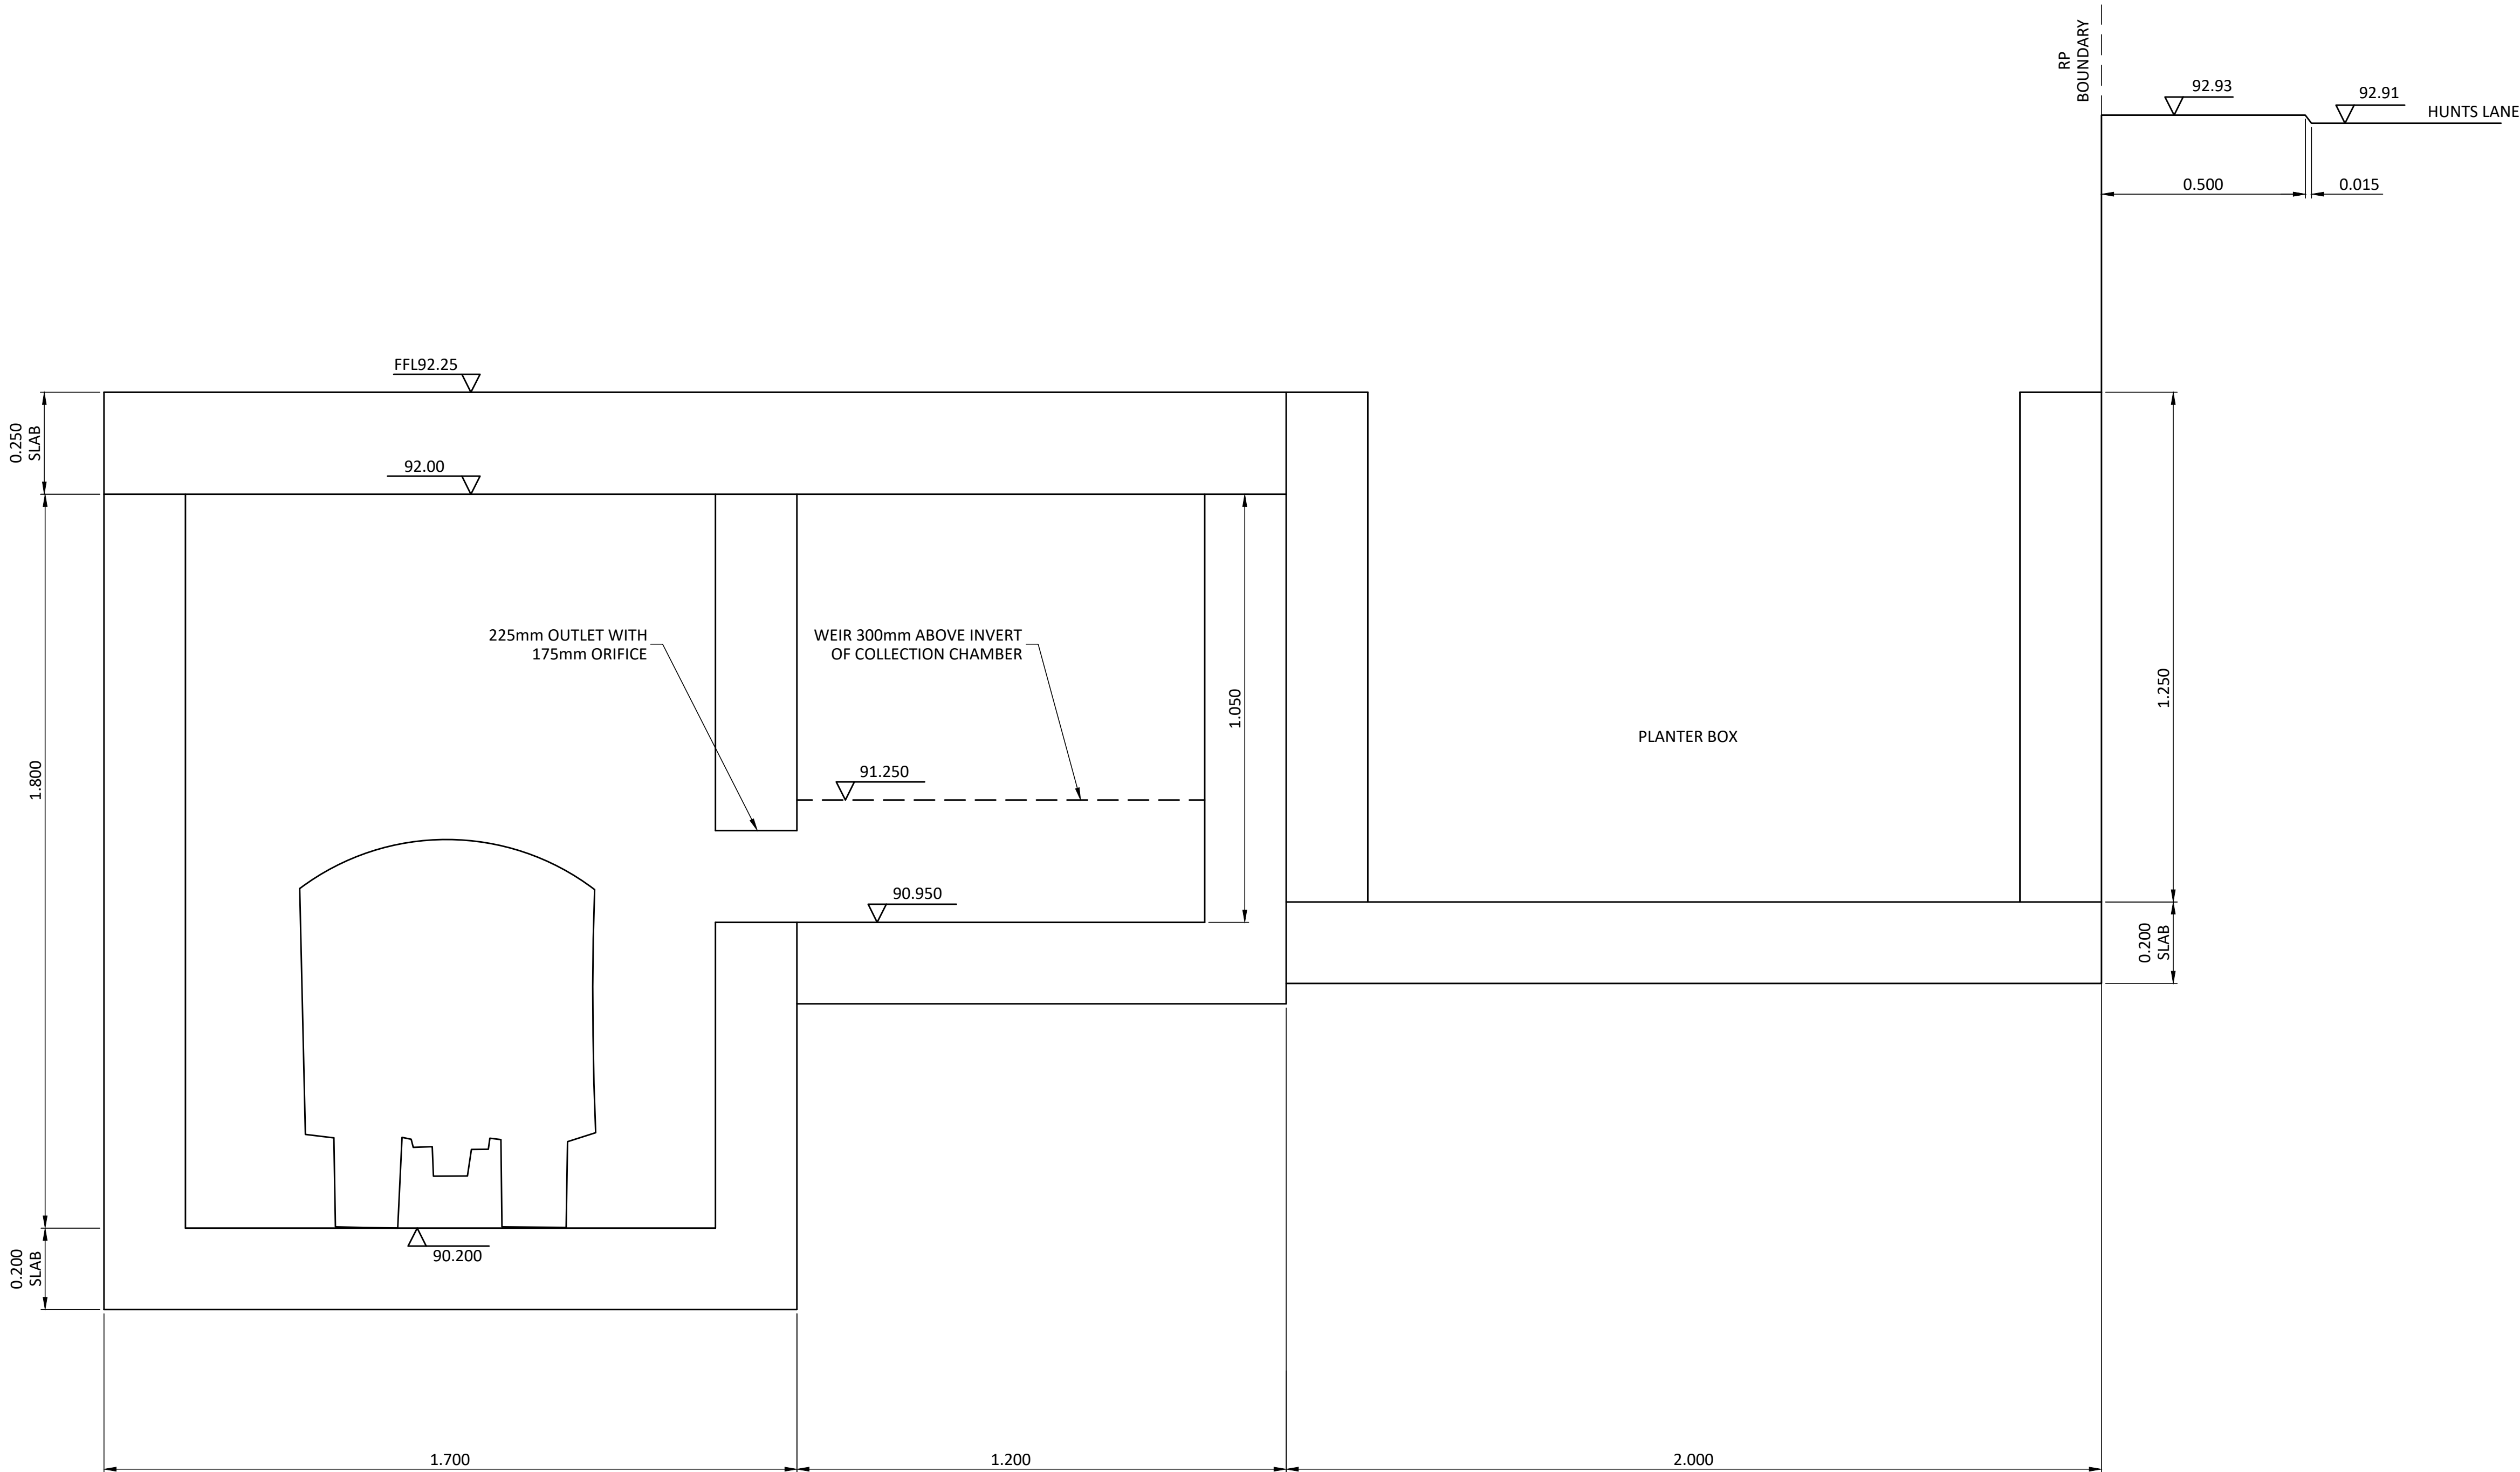 RP
BOUNDARY
92.93
92.91
HUNTS LANE
0.500
0.015
FFL92.25
0.250
SLAB
92.00
225mm OUTLET WITH
175mm ORIFICE
WEIR 300mm ABOVE INVERT
OF COLLECTION CHAMBER
1.050
1.250
PLANTER BOX
1.800
91.250
90.950
0.200
SLAB
90.200
0.200
SLAB
1.700
1.200
2.000